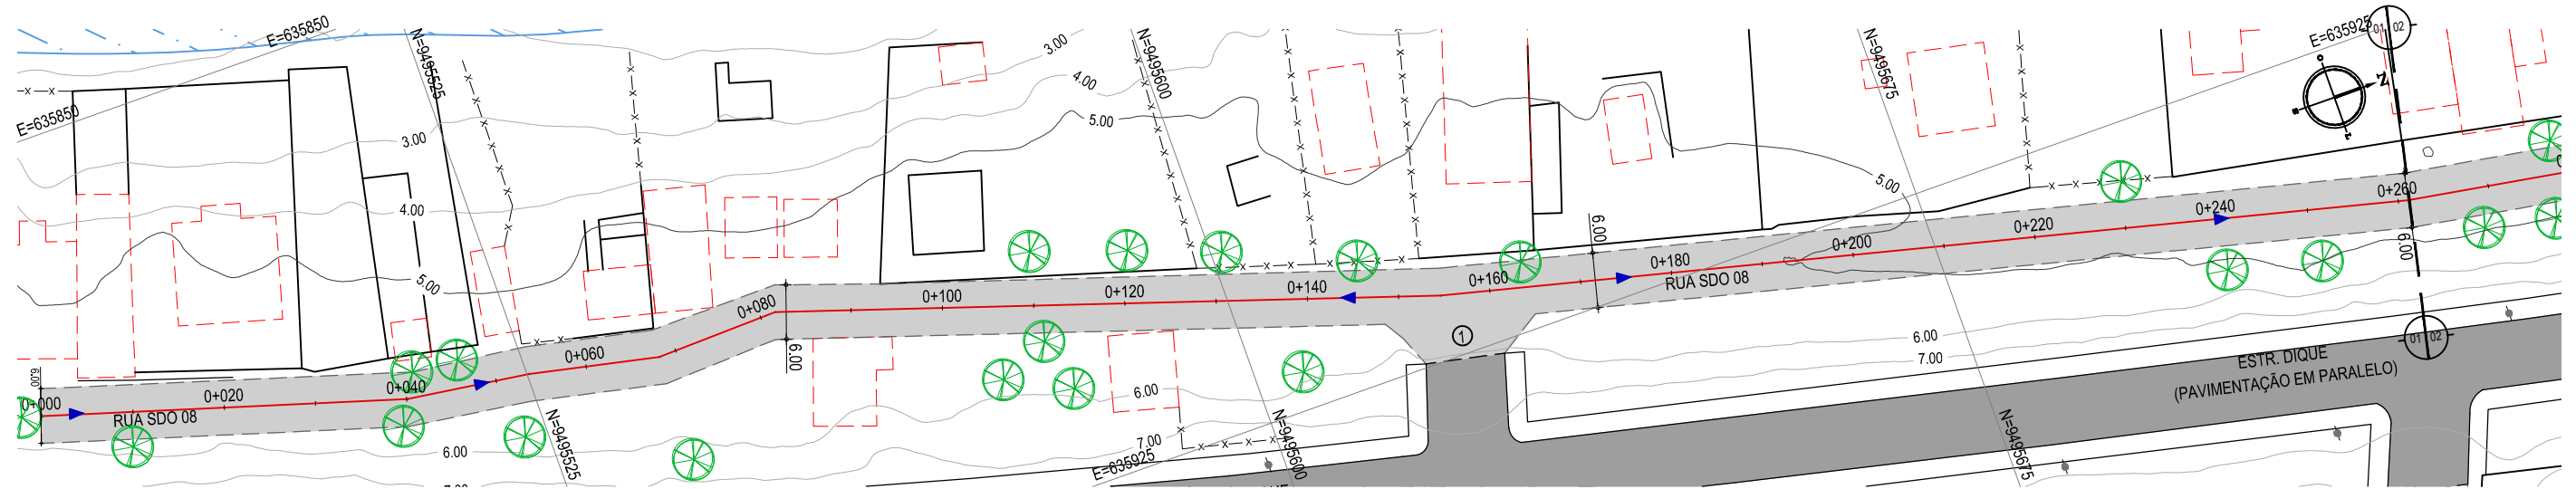 E=635850
E=635850
N=9495525
3.00
4.00
5.00
3.00
4.00
5.00
N=9495600
N=9495675
5.00
E=635925
01 02
N
6.00
0+000
0+020
0+040
0+060
0+080
0+100
0+120
0+140
0+160
0+180
0+200
0+220
0+240
0+260
RUA SDO 08
RUA SDO 08
6.00
6.00
6.00
1
6.00
7.00
6.00
7.00
6.00
N=9495525
E=635925
N=9495600
N=9495675
ESTR. DIQUE
(PAVIMENTAÇÃO EM PARALELO)
01 02